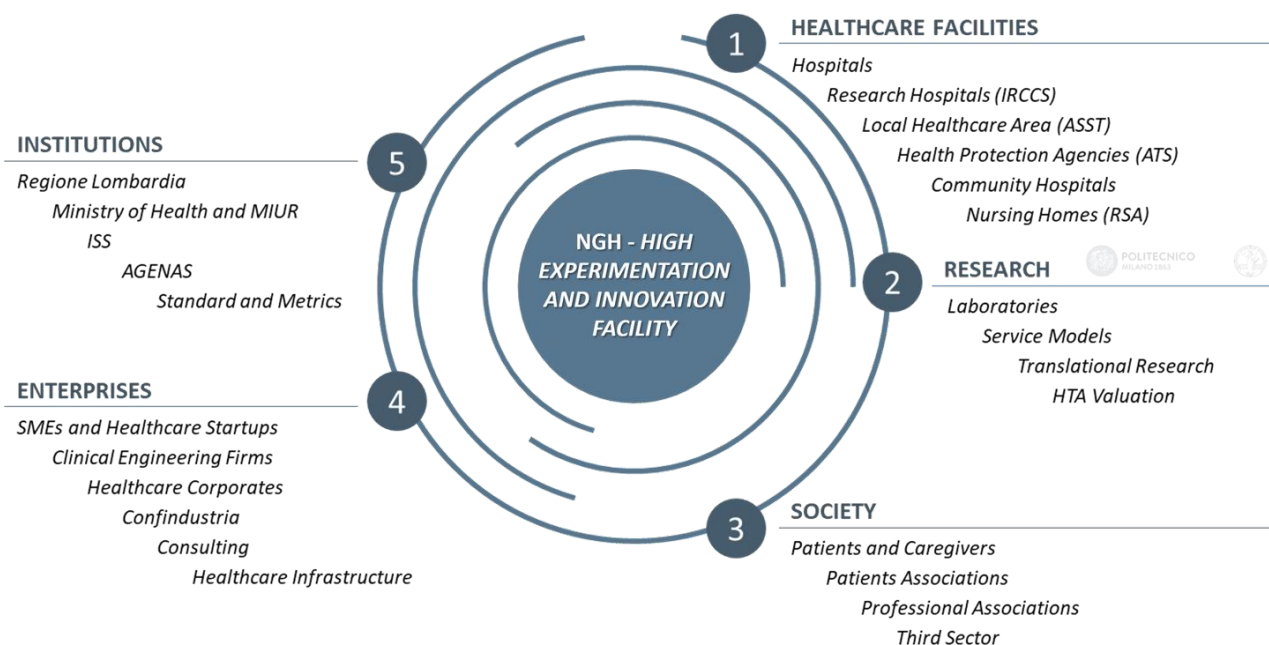 1
HEALTHCARE FACILITIES
Hospitals
Research Hospitals (IRCCS)
Local Healthcare Area (ASST)
Health Protection Agencies (ATS)
Community Hospitals
Nursing Homes (RSA)
2
RESEARCH
POLITECNICO
MILANO 1863
Laboratories
Service Models
Translational Research
HTA Valuation
3
SOCIETY
Patients and Caregivers
Patients Associations
Professional Associations
Third Sector
4
ENTERPRISES
SMEs and Healthcare Startups
Clinical Engineering Firms
Healthcare Corporates
Confindustria
Consulting
Healthcare Infrastructure
5
INSTITUTIONS
Regione Lombardia
Ministry of Health and MIUR
ISS
AGENAS
Standard and Metrics
NGH - HIGH
EXPERIMENTATION
AND INNOVATION
FACILITY